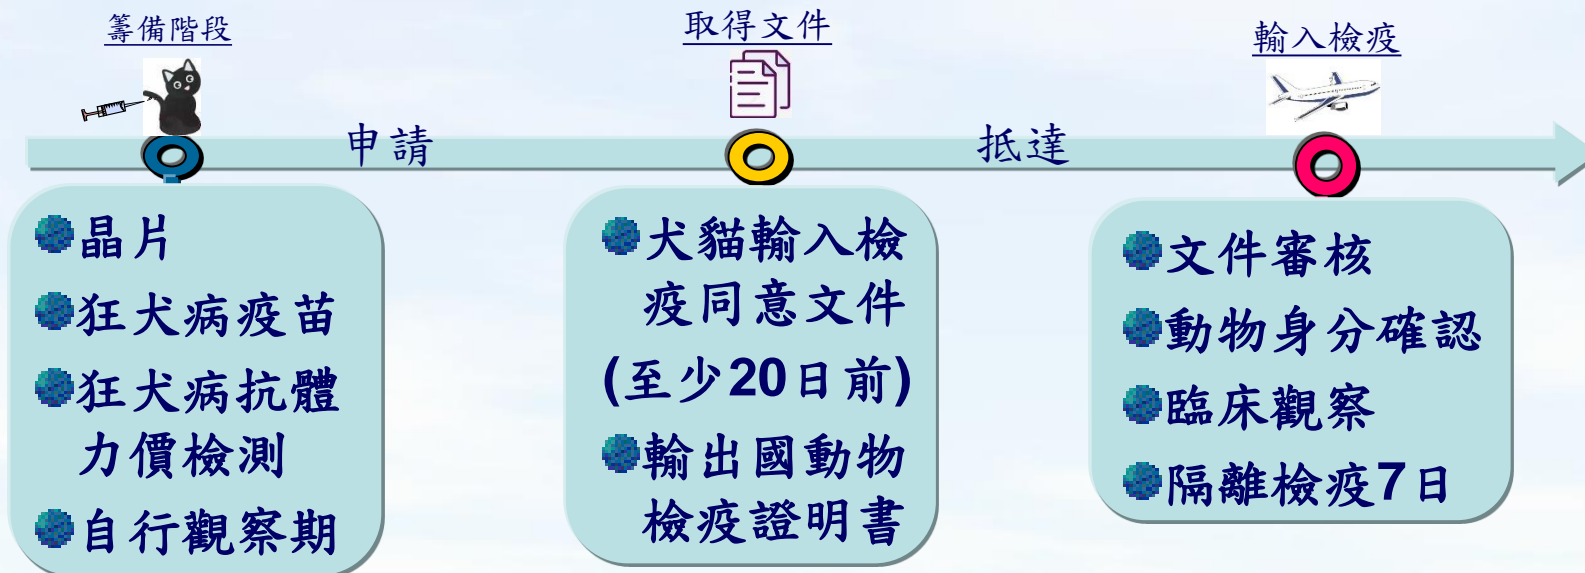 籌備階段
取得文件
輸入檢疫
申請
抵達
晶片
狂犬病疫苗
狂犬病抗體
力價檢測
自行觀察期
犬貓輸入檢
疫同意文件
(至少20日前)
輸出國動物
檢疫證明書
文件審核
動物身分確認
臨床觀察
隔離檢疫7日